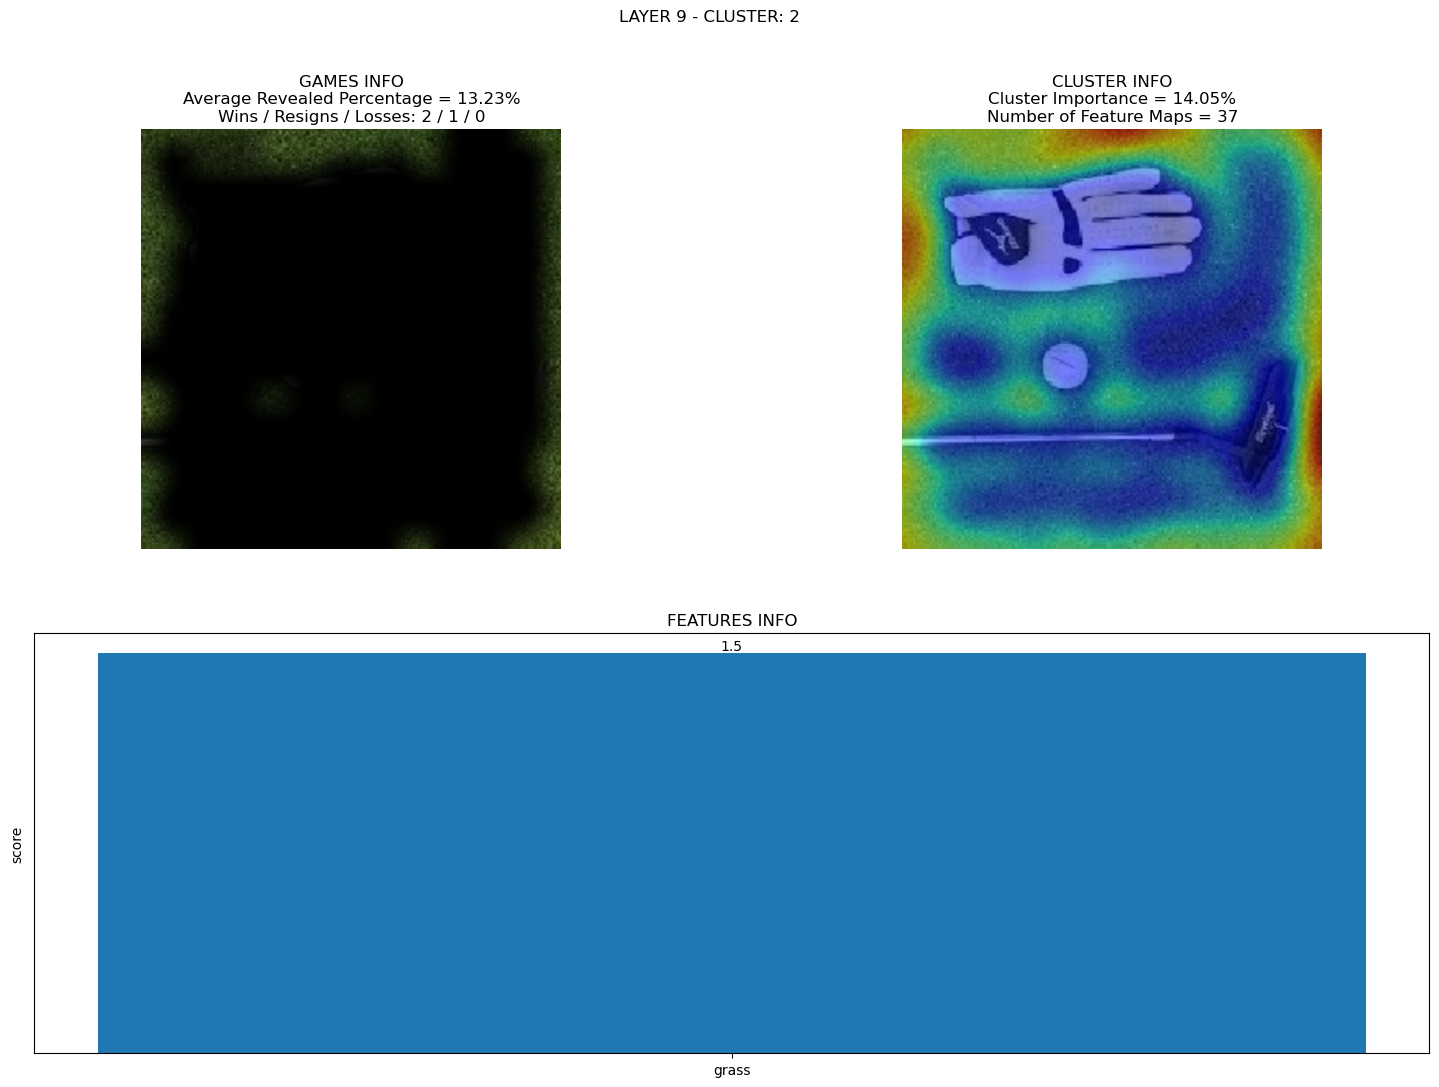 LAYER 9 - CLUSTER: 2
GAMES INFO
Average Revealed Percentage = 13.23%
Wins / Resigns / Losses: 2 / 1 / 0
CLUSTER INFO
Cluster Importance = 14.05%
Number of Feature Maps = 37
FEATURES INFO
1.5
score
grass